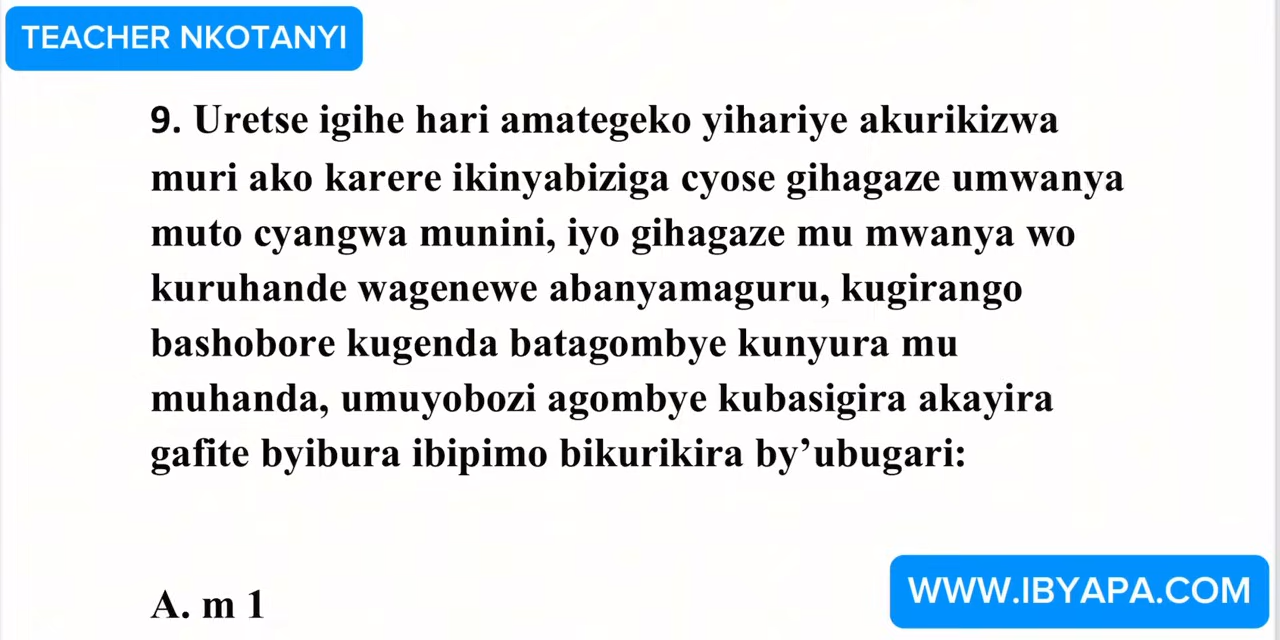 TEACHER NKOTANYI
9. Uretse igihe hari amategeko yihariye akurikizwa
muri ako karere ikinyabiziga cyose gihagaze umwanya
muto cyangwa munini, iyo gihagaze mu mwanya wo
kuruhande wagenewe abanyamaguru, kugirango
bashobore kugenda batagombye kunyura mu
muhanda, umuyobozi agombye kubasigira akayira
gafite byibura ibipimo bikurikira by’ubugari:
A. m 1
WWW.IBYAPA.COM